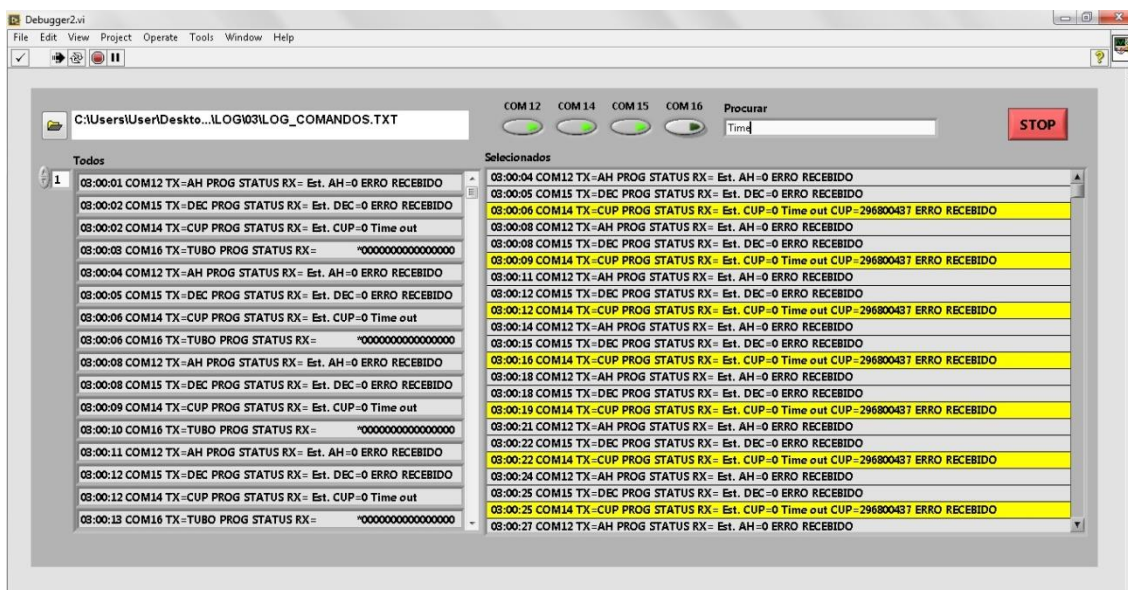 Debugger2.vi
File Edit View Project Operate Tools Window Help
C:\Users\User\Deskto...\LOG\03\LOG_COMANDOS.TXT
COM 12 COM 14 COM 15 COM 16 Procurar
Time
STOP
Todos
1
03:00:01 COM12 TX=AH PROG STATUS RX= Est. AH=0 ERRO RECEBIDO
03:00:02 COM15 TX=DEC PROG STATUS RX= Est. DEC=0 ERRO RECEBIDO
03:00:02 COM14 TX=CUP PROG STATUS RX= Est. CUP=0 Time out
03:00:03 COM16 TX=TUBO PROG STATUS RX= *0000000000000000
03:00:04 COM12 TX=AH PROG STATUS RX= Est. AH=0 ERRO RECEBIDO
03:00:05 COM15 TX=DEC PROG STATUS RX= Est. DEC=0 ERRO RECEBIDO
03:00:06 COM14 TX=CUP PROG STATUS RX= Est. CUP=0 Time out
03:00:06 COM16 TX=TUBO PROG STATUS RX= *0000000000000000
03:00:08 COM12 TX=AH PROG STATUS RX= Est. AH=0 ERRO RECEBIDO
03:00:08 COM15 TX=DEC PROG STATUS RX= Est. DEC=0 ERRO RECEBIDO
03:00:09 COM14 TX=CUP PROG STATUS RX= Est. CUP=0 Time out
03:00:10 COM16 TX=TUBO PROG STATUS RX= *0000000000000000
03:00:11 COM12 TX=AH PROG STATUS RX= Est. AH=0 ERRO RECEBIDO
03:00:12 COM15 TX=DEC PROG STATUS RX= Est. DEC=0 ERRO RECEBIDO
03:00:12 COM14 TX=CUP PROG STATUS RX= Est. CUP=0 Time out
03:00:13 COM16 TX=TUBO PROG STATUS RX= *0000000000000000
Selecionados
03:00:04 COM12 TX=AH PROG STATUS RX= Est. AH=0 ERRO RECEBIDO
03:00:05 COM15 TX=DEC PROG STATUS RX= Est. DEC=0 ERRO RECEBIDO
03:00:06 COM14 TX=CUP PROG STATUS RX= Est. CUP=0 Time out CUP=296800437 ERRO RECEBIDO
03:00:08 COM12 TX=AH PROG STATUS RX= Est. AH=0 ERRO RECEBIDO
03:00:08 COM15 TX=DEC PROG STATUS RX= Est. DEC=0 ERRO RECEBIDO
03:00:09 COM14 TX=CUP PROG STATUS RX= Est. CUP=0 Time out CUP=296800437 ERRO RECEBIDO
03:00:11 COM12 TX=AH PROG STATUS RX= Est. AH=0 ERRO RECEBIDO
03:00:12 COM15 TX=DEC PROG STATUS RX= Est. DEC=0 ERRO RECEBIDO
03:00:12 COM14 TX=CUP PROG STATUS RX= Est. CUP=0 Time out CUP=296800437 ERRO RECEBIDO
03:00:14 COM12 TX=AH PROG STATUS RX= Est. AH=0 ERRO RECEBIDO
03:00:15 COM15 TX=DEC PROG STATUS RX= Est. DEC=0 ERRO RECEBIDO
03:00:16 COM14 TX=CUP PROG STATUS RX= Est. CUP=0 Time out CUP=296800437 ERRO RECEBIDO
03:00:18 COM12 TX=AH PROG STATUS RX= Est. AH=0 ERRO RECEBIDO
03:00:18 COM15 TX=DEC PROG STATUS RX= Est. DEC=0 ERRO RECEBIDO
03:00:19 COM14 TX=CUP PROG STATUS RX= Est. CUP=0 Time out CUP=296800437 ERRO RECEBIDO
03:00:21 COM12 TX=AH PROG STATUS RX= Est. AH=0 ERRO RECEBIDO
03:00:22 COM15 TX=DEC PROG STATUS RX= Est. DEC=0 ERRO RECEBIDO
03:00:22 COM14 TX=CUP PROG STATUS RX= Est. CUP=0 Time out CUP=296800437 ERRO RECEBIDO
03:00:24 COM12 TX=AH PROG STATUS RX= Est. AH=0 ERRO RECEBIDO
03:00:25 COM15 TX=DEC PROG STATUS RX= Est. DEC=0 ERRO RECEBIDO
03:00:25 COM14 TX=CUP PROG STATUS RX= Est. CUP=0 Time out CUP=296800437 ERRO RECEBIDO
03:00:27 COM12 TX=AH PROG STATUS RX= Est. AH=0 ERRO RECEBIDO